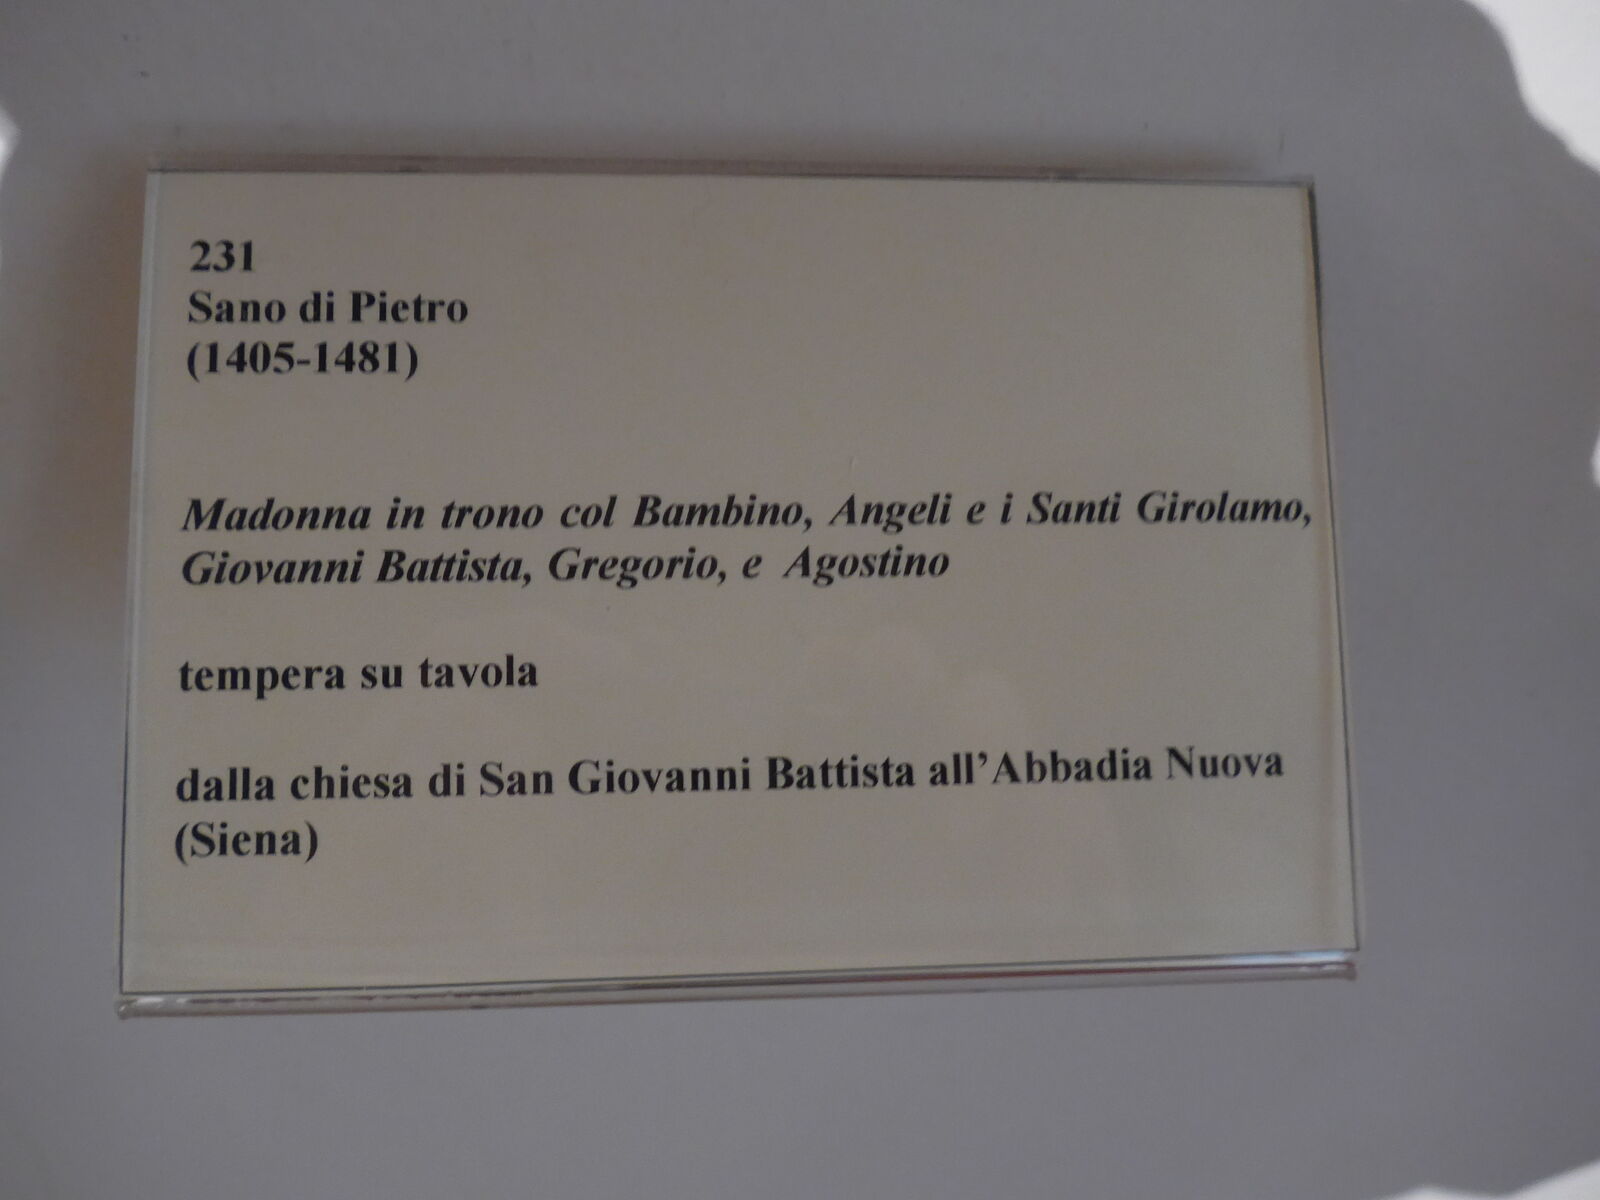 231
Sano di Pietro
(1405-1481)
Madonna in trono col Bambino, Angeli e i Santi Girolamo,
Giovanni Battista, Gregorio, e Agostino
tempera su tavola
dalla chiesa di San Giovanni Battista all’Abbadia Nuova
(Siena)